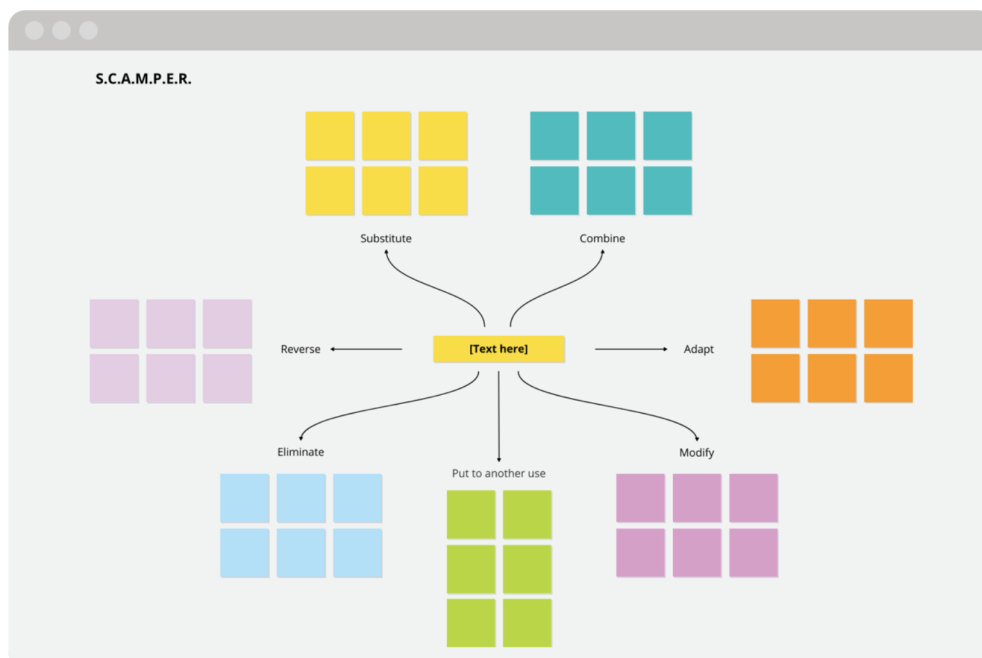 S.C.A.M.P.E.R.
Substitute
Combine
Reverse
[Text here]
Adapt
Eliminate
Put to another use
Modify